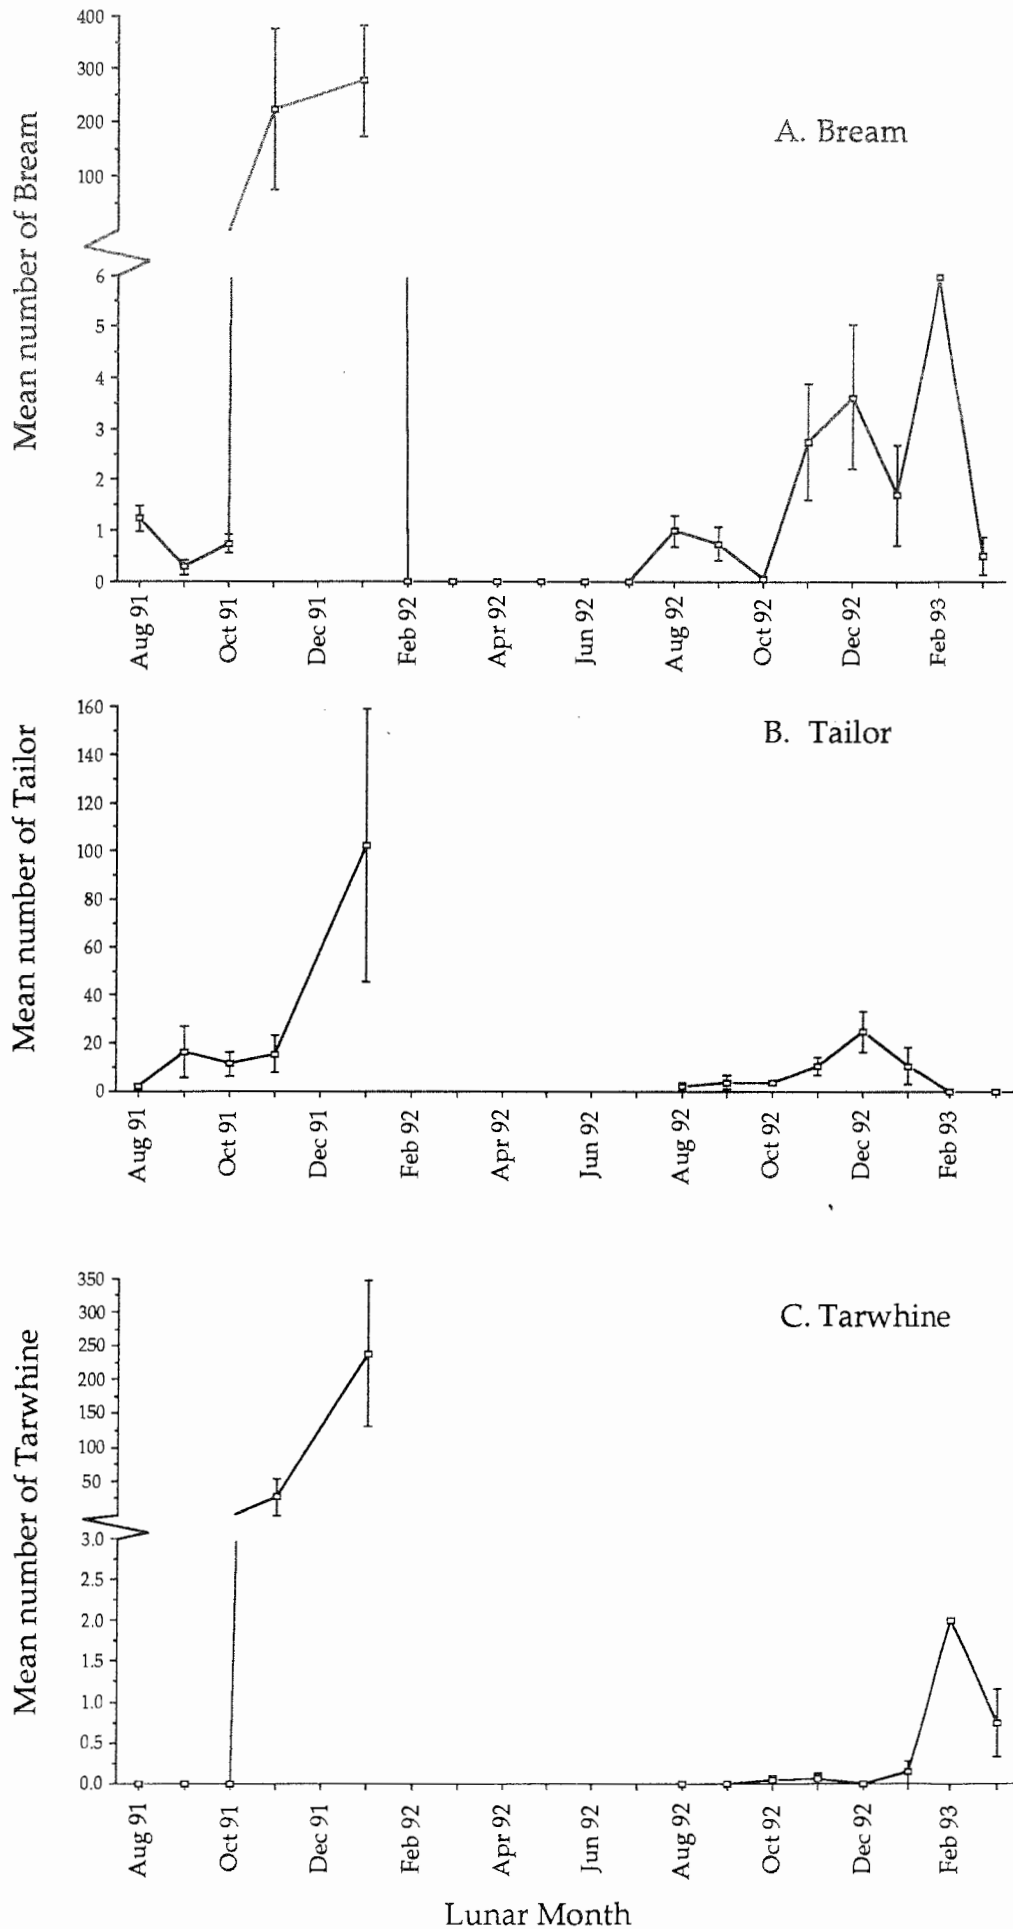 Mean number of Bream
400
300
200
100
6
5
4
3
2
1
0
A. Bream
Aug 91
Oct 91
Dec 91
Feb 92
Apr 92
Jun 92
Aug 92
Oct 92
Dec 92
Feb 93
Mean number of Tailor
160
140
120
100
80
60
40
20
0
B. Tailor
Aug 91
Oct 91
Dec 91
Feb 92
Apr 92
Jun 92
Aug 92
Oct 92
Dec 92
Feb 93
Mean number of Tarwhine
350
300
250
200
150
100
50
3.0
2.5
2.0
1.5
1.0
0.5
0.0
C. Tarwhine
Aug 91
Oct 91
Dec 91
Feb 92
Apr 92
Jun 92
Aug 92
Oct 92
Dec 92
Feb 93
Lunar Month